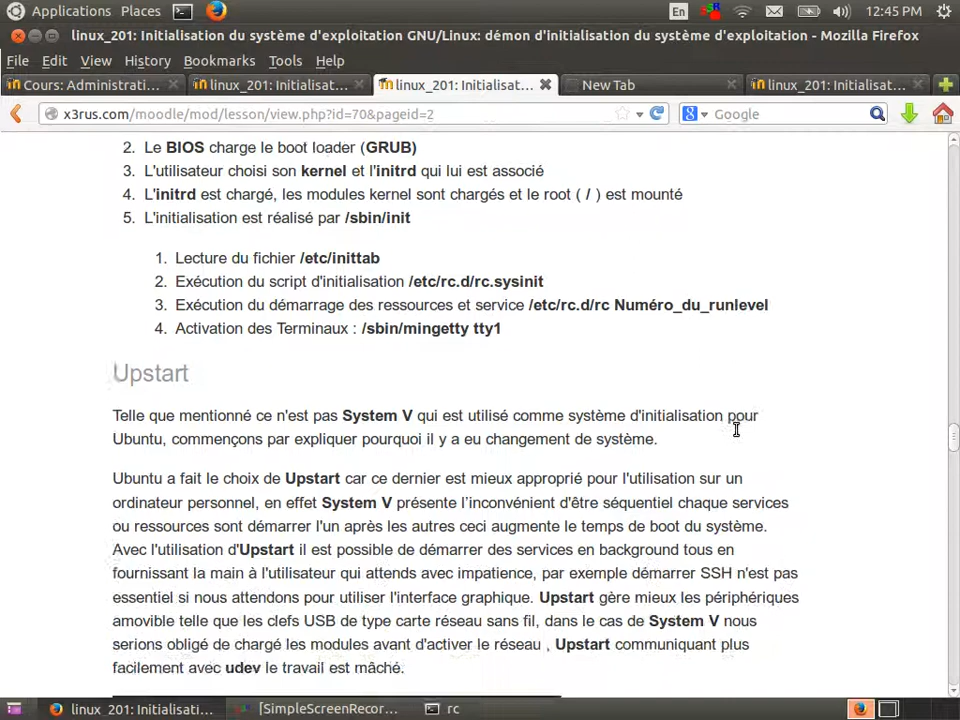 Applications Places En 12:45 PM
linux_201: Initialisation du système d'exploitation GNU/Linux: démon d'initialisation du système d'exploitation - Mozilla Firefox
File Edit View History Bookmarks Tools Help
Cours: Administrati... linux_201: Initialisat... linux_201: Initialisat... New Tab linux_201: Initialisat...
x3rus.com/moodle/mod/lesson/view.php?id=70&pageid=2 Google
2. Le BIOS charge le boot loader (GRUB)
3. L'utilisateur choisi son kernel et l'initrd qui lui est associé
4. L'initrd est chargé, les modules kernel sont chargés et le root ( / ) est mounté
5. L'initialisation est réalisé par /sbin/init
1. Lecture du fichier /etc/inittab
2. Exécution du script d'initialisation /etc/rc.d/rc.sysinit
3. Exécution du démarrage des ressources et service /etc/rc.d/rc Numéro_du_runlevel
4. Activation des Terminaux : /sbin/mingetty tty1
Upstart
Telle que mentionné ce n'est pas System V qui est utilisé comme système d'initialisation pour
Ubuntu, commençons par expliquer pourquoi il y a eu changement de système.
Ubuntu a fait le choix de Upstart car ce dernier est mieux approprié pour l'utilisation sur un
ordinateur personnel, en effet System V présente l'inconvénient d'être séquentiel chaque services
ou ressources sont démarrer l'un après les autres ceci augmente le temps de boot du système.
Avec l'utilisation d'Upstart il est possible de démarrer des services en background tous en
fournissant la main à l'utilisateur qui attends avec impatience, par exemple démarrer SSH n'est pas
essentiel si nous attendons pour utiliser l'interface graphique. Upstart gère mieux les périphériques
amovible telle que les clefs USB de type carte réseau sans fil, dans le cas de System V nous
serions obligé de chargé les modules avant d'activer le réseau , Upstart communiquant plus
facilement avec udev le travail est mâché.
linux_201: Initialisati... [SimpleScreenRecor... rc